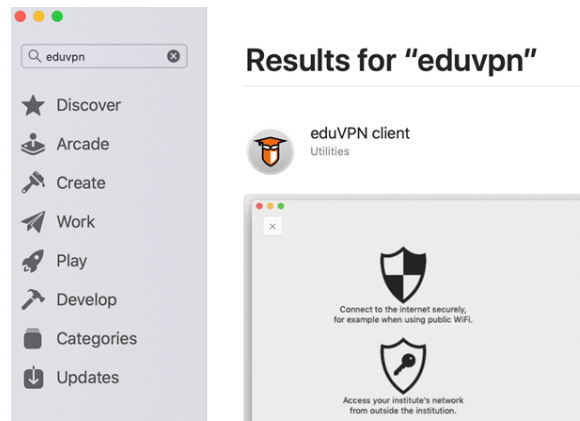 eduvpn
Discover
Arcade
Create
Work
Play
Develop
Categories
Updates
Results for “eduvpn”
eduVPN client
Utilities
Connect to the internet securely,
for example when using public WiFi.
Access your institute's network
from outside the institution.